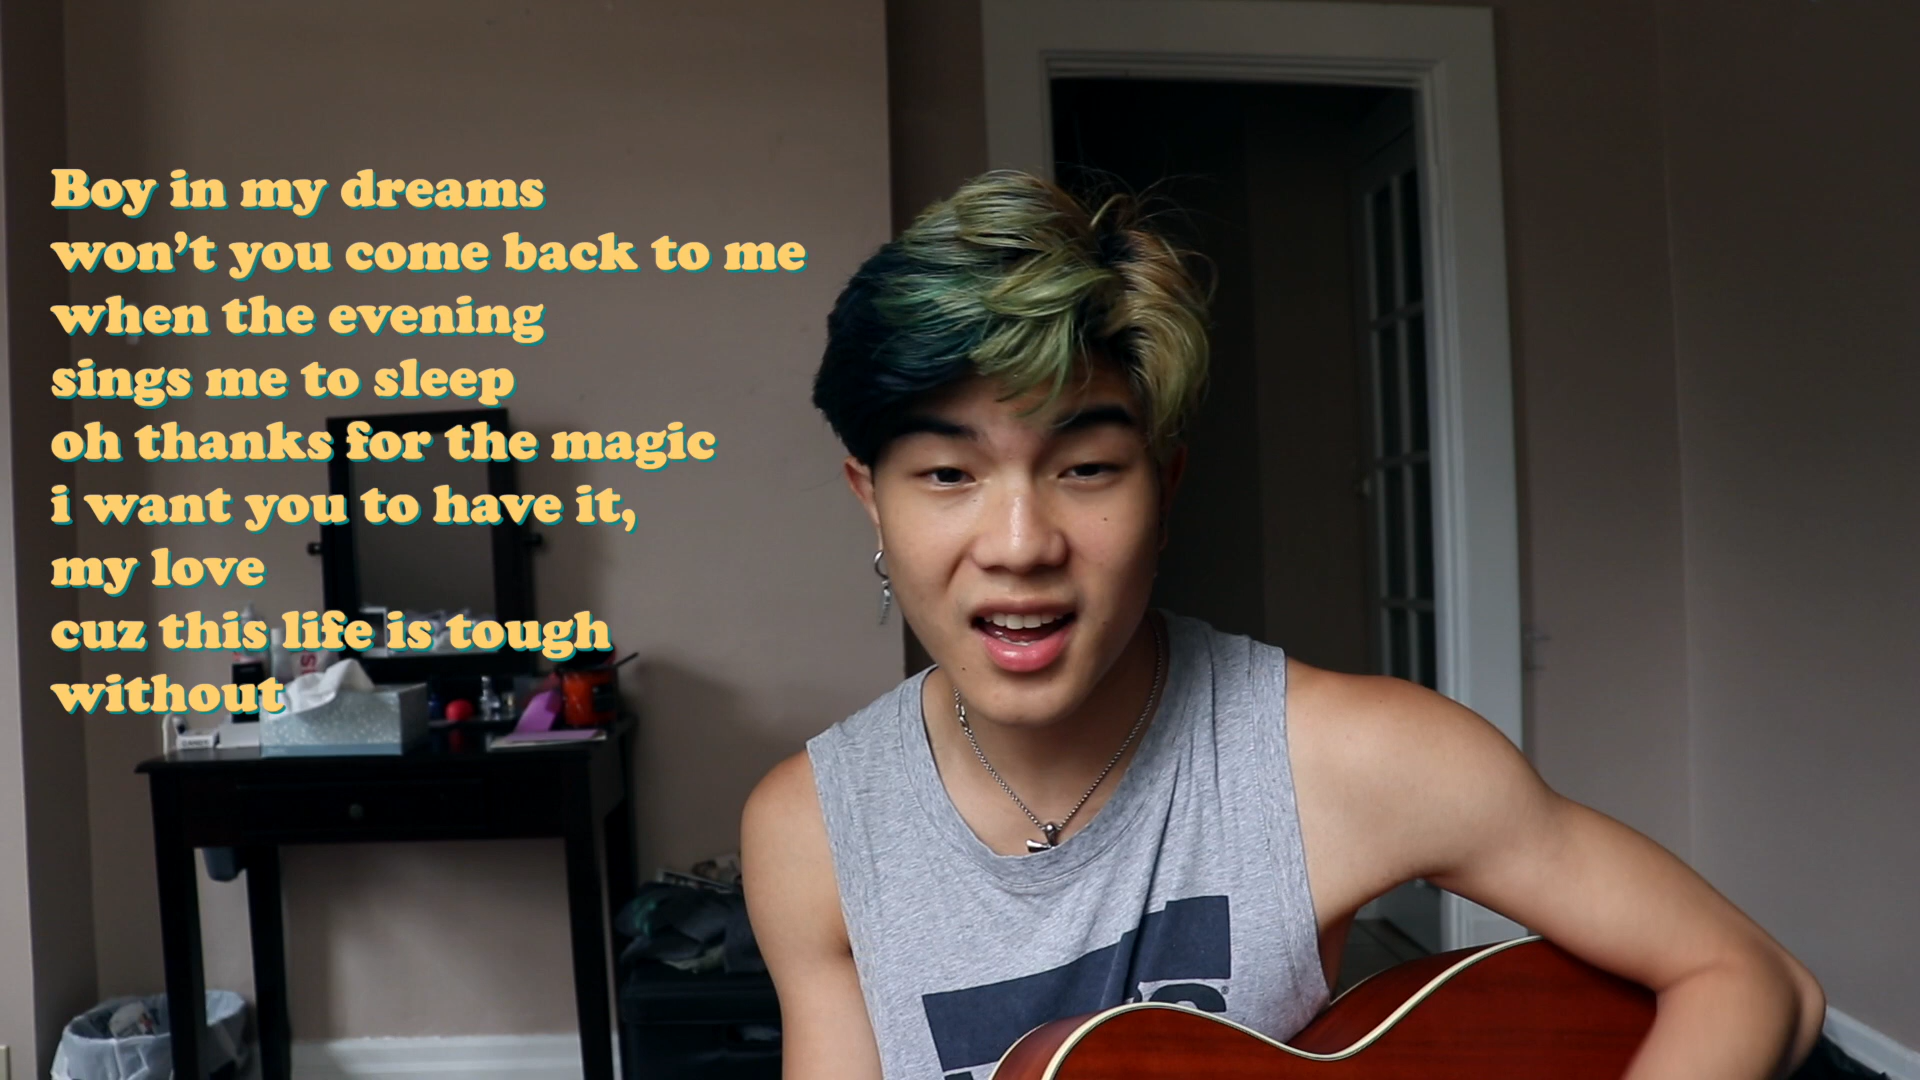 Boy in my dreams
won’t you come back to me
when the evening
sings me to sleep
oh thanks for the magic
i want you to have it,
my love
cuz this life is tough
without